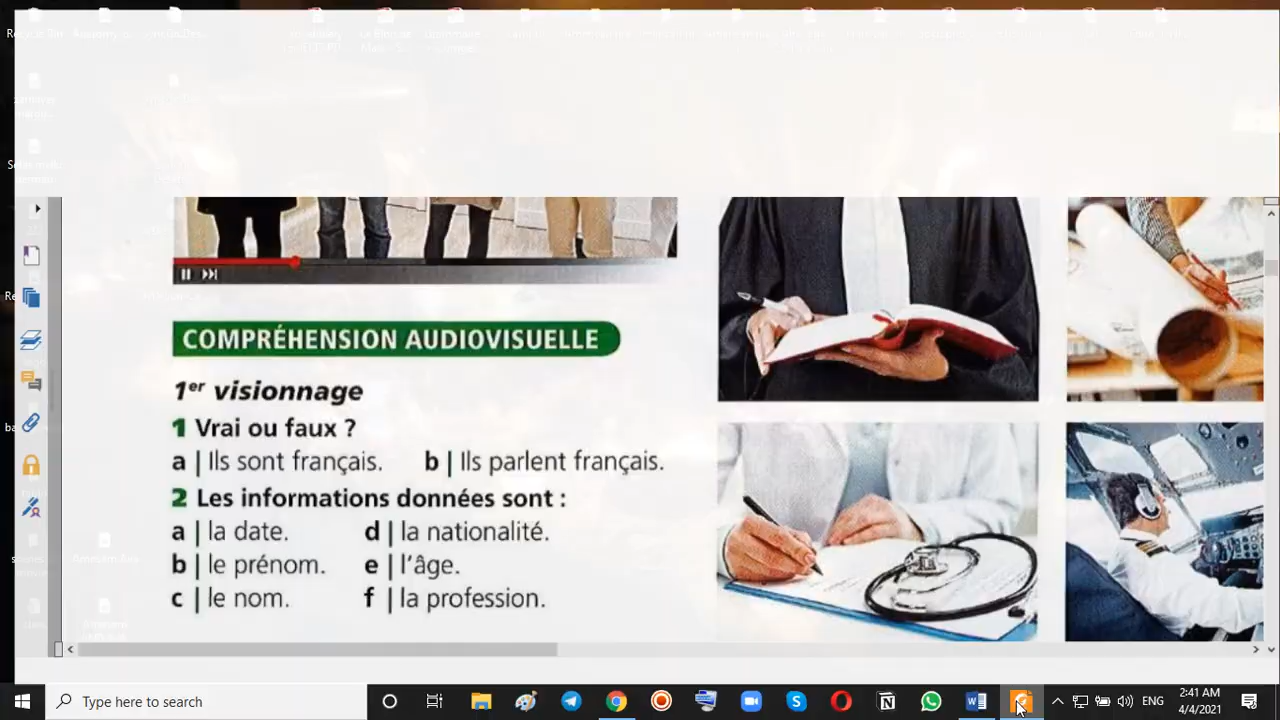 COMPRÉHENSION AUDIOVISUELLE
1er visionnage
1 Vrai ou faux ?
a | Ils sont français. b | Ils parlent français.
2 Les informations données sont :
a | la date. d | la nationalité.
b | le prénom. e | l'âge.
c | le nom. f | la profession.
Type here to search
ENG
2:41 AM
4/4/2021